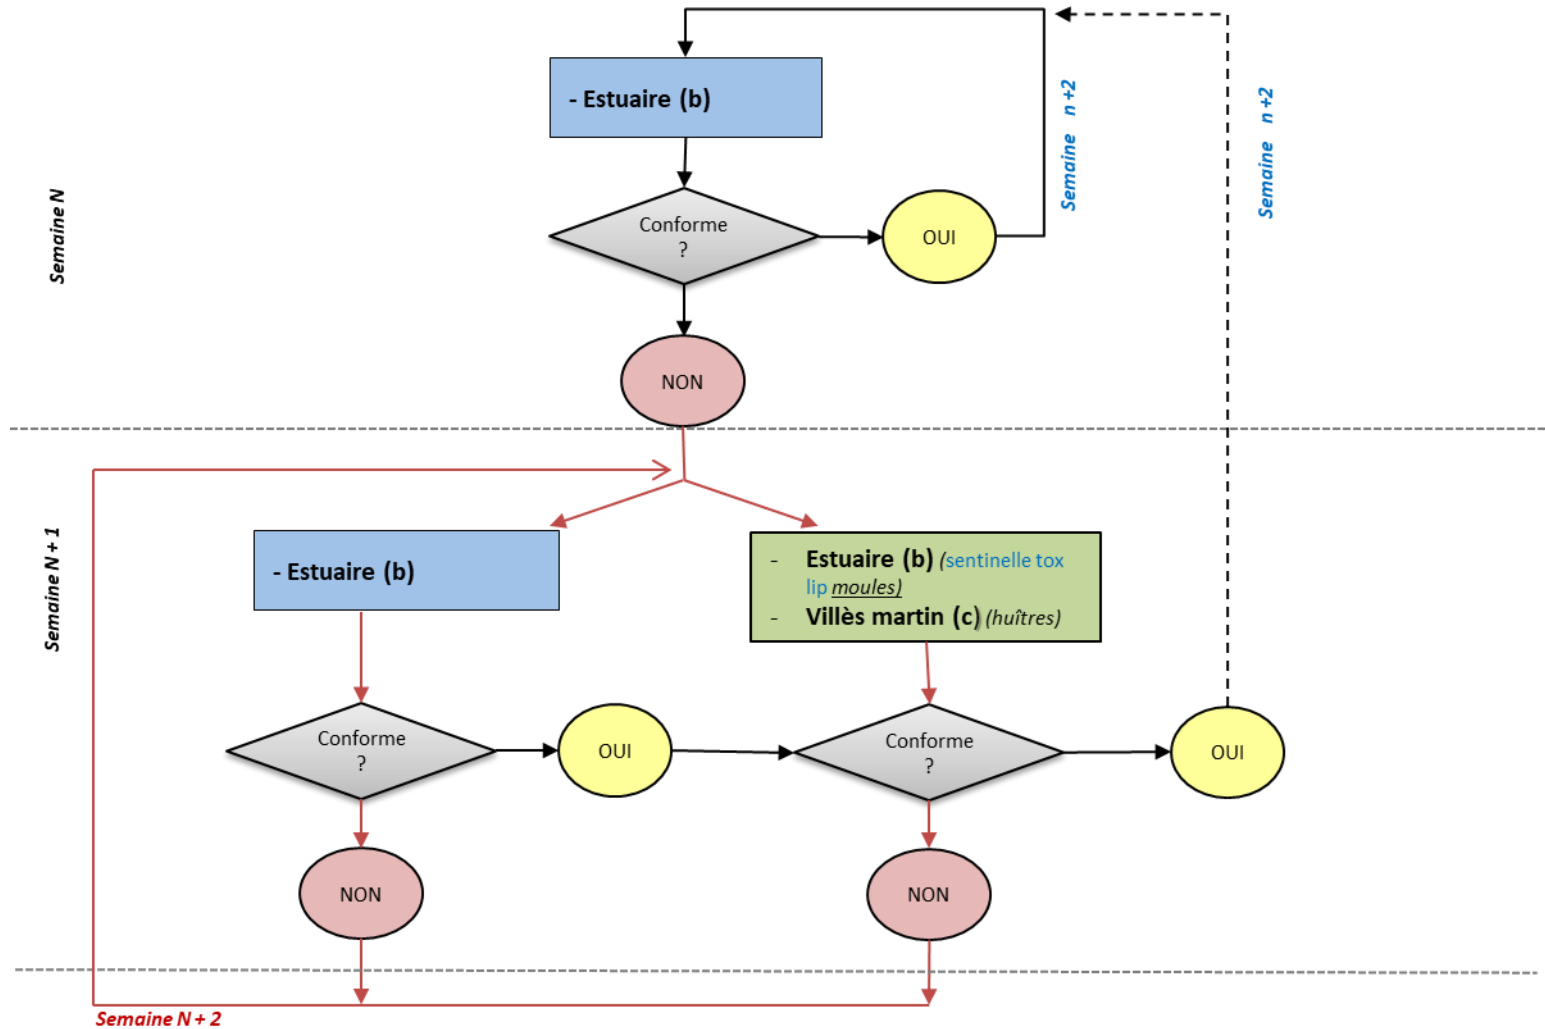 - Estuaire (b)
Semaine n +2
Semaine n +2
Semaine N
Conforme
?
OUI
NON
Semaine N + 1
- Estuaire (b)
- Estuaire (b) (sentinelle tox
lip moules)
- Villès martin (c) (huîtres)
Conforme
?
OUI
Conforme
?
OUI
NON
NON
Semaine N + 2